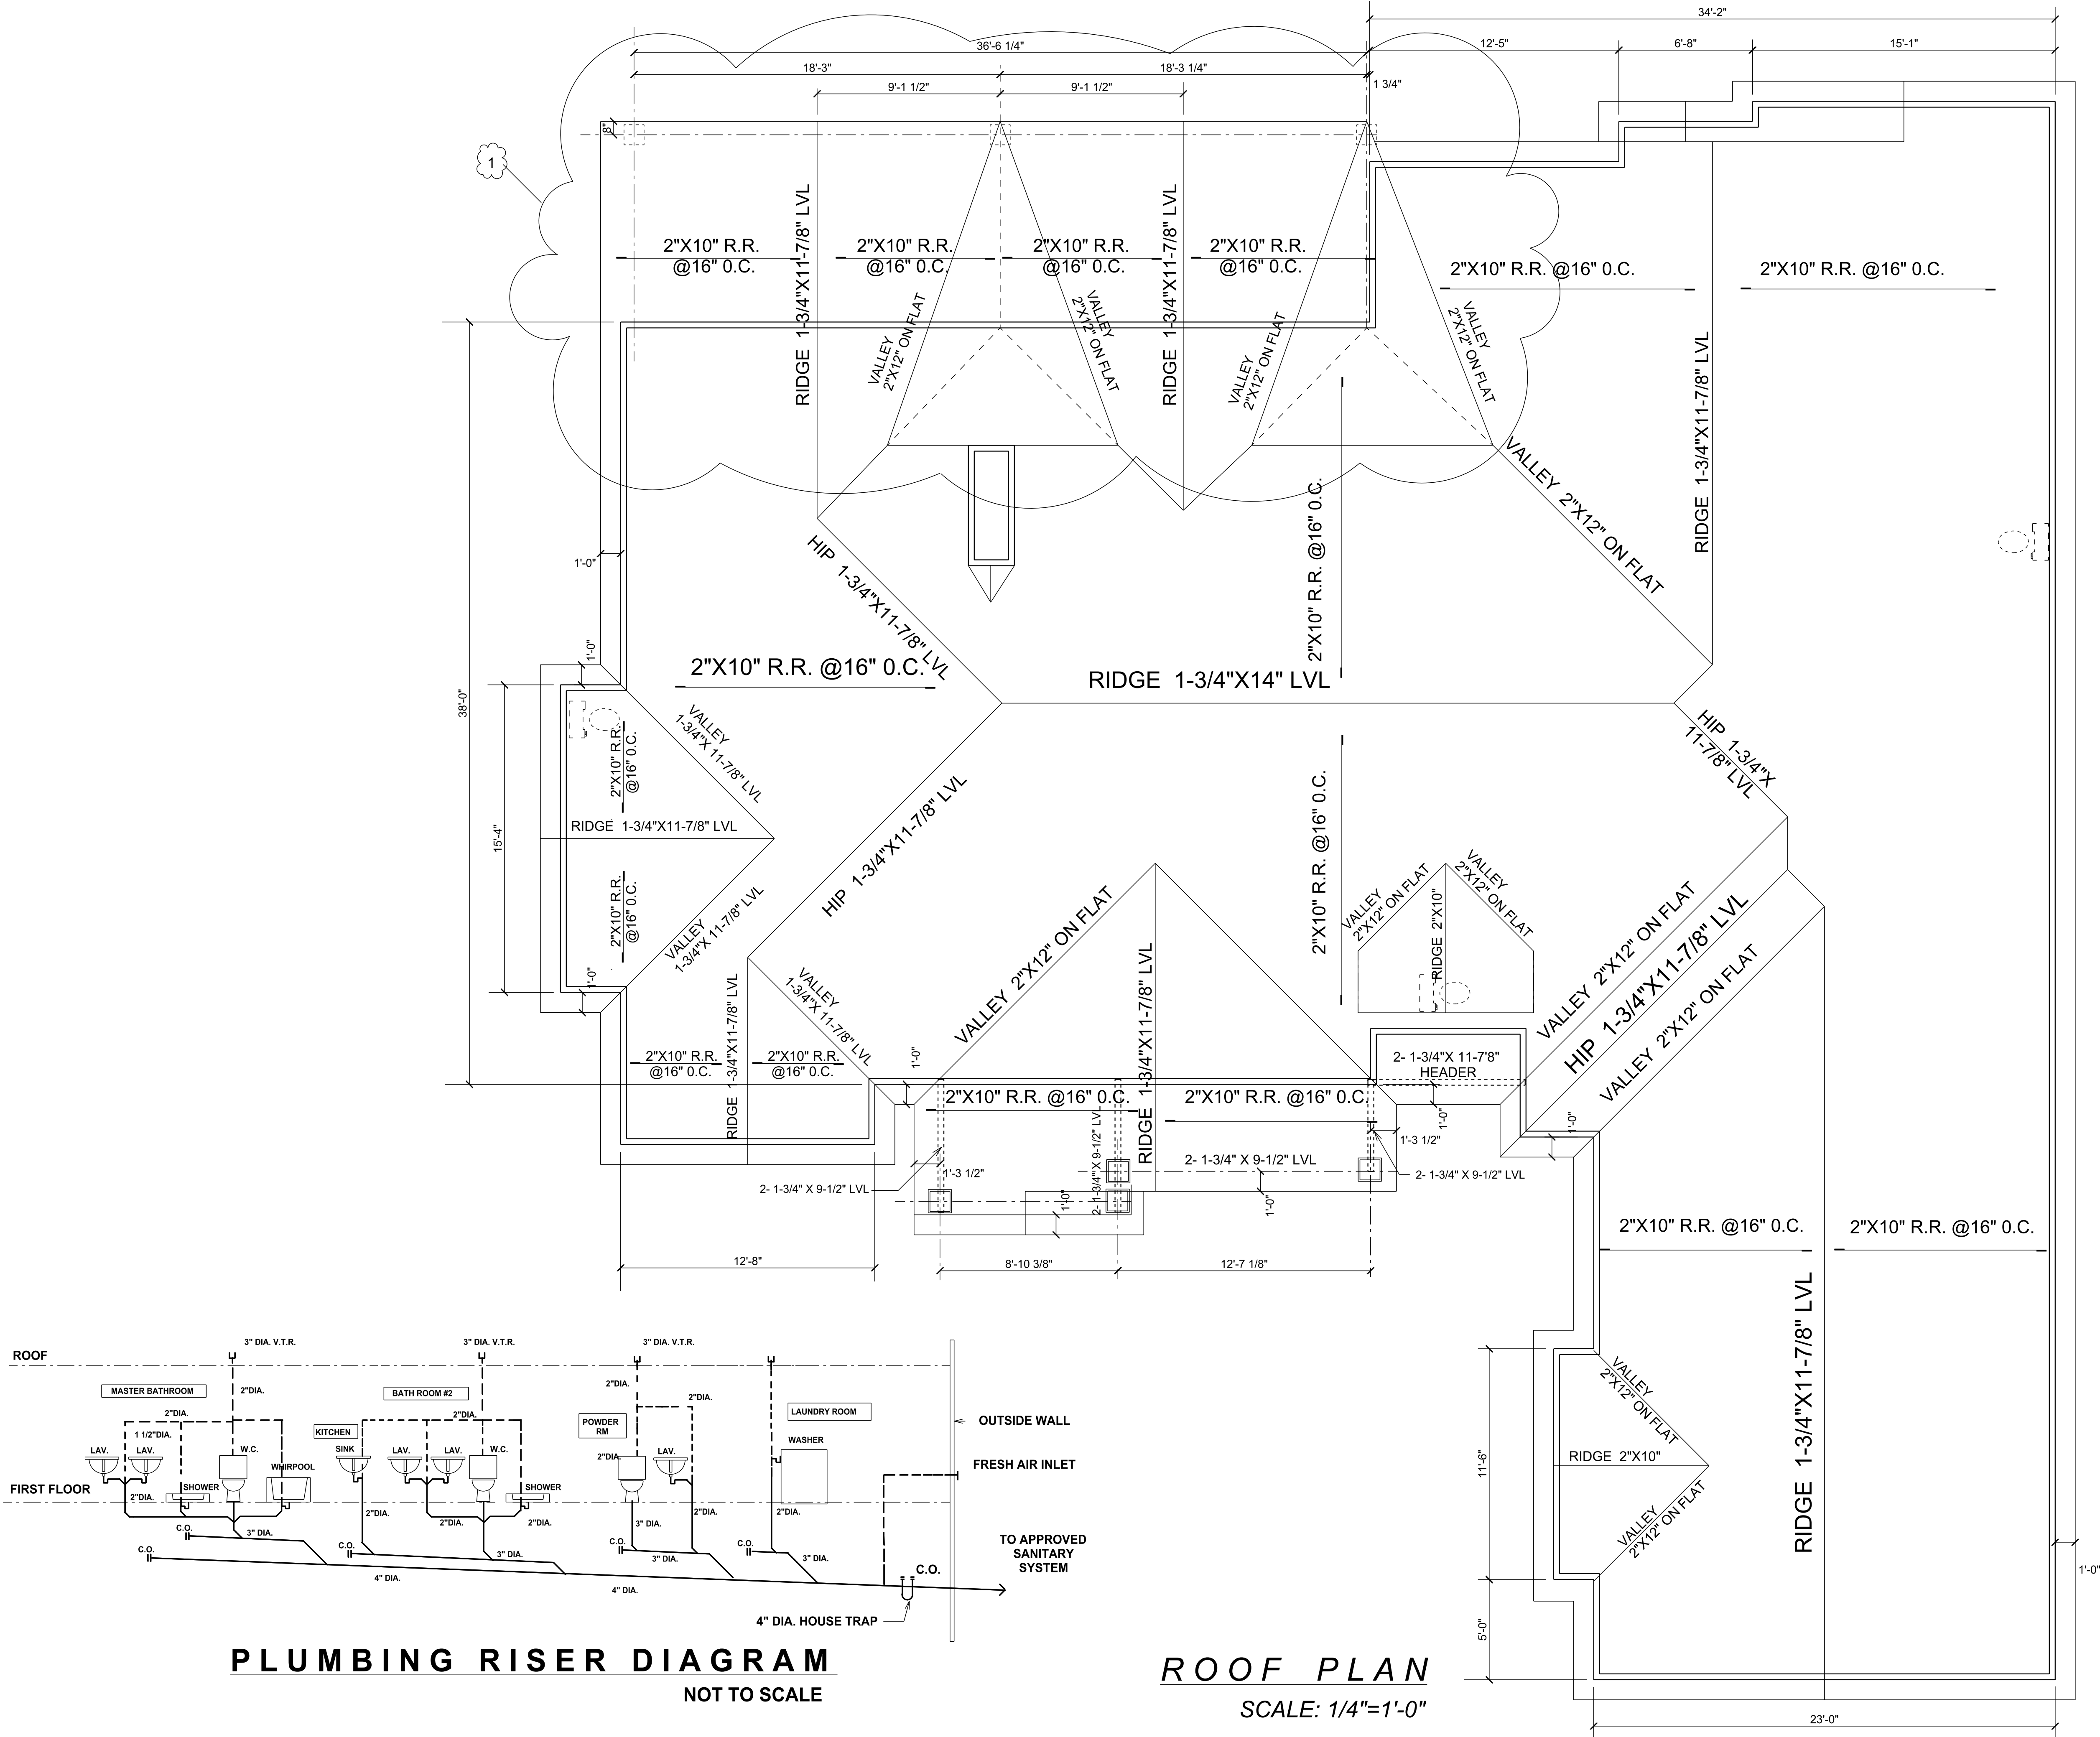 34'-2"
36'-6 1/4"
12'-5"
6'-8"
15'-1"
18'-3"
18'-3 1/4"
1 3/4"
9'-1 1/2"
9'-1 1/2"
8"
1
RIDGE 1-3/4"X11-7/8" LVL
RIDGE 1-3/4"X11-7/8" LVL
2"X10" R.R.
@16" 0.C.
2"X10" R.R.
@16" 0.C.
2"X10" R.R.
@16" 0.C.
2"X10" R.R.
@16" 0.C.
2"X10" R.R. @16" 0.C.
2"X10" R.R. @16" 0.C.
VALLEY
2"X12" ON FLAT
VALLEY
2"X12" ON FLAT
VALLEY
2"X12" ON FLAT
VALLEY
2"X12" ON FLAT
RIDGE 1-3/4"X11-7/8" LVL
VALLEY 2"X12" ON FLAT
2"X10" R.R. @16" 0.C.
1'-0"
HIP 1-3/4"X11-7/8" LVL
1'-0"
2"X10" R.R. @16" 0.C.
RIDGE 1-3/4"X14" LVL
38'-0"
VALLEY
1-3/4"X 11-7/8" LVL
2"X10" R.R.
@16" 0.C.
HIP 1-3/4"X
11-7/8" LVL
15'-4"
RIDGE 1-3/4"X11-7/8" LVL
HIP 1-3/4"X11-7/8" LVL
2"X10" R.R. @16" 0.C.
2"X10" R.R.
@16" 0.C.
VALLEY
1-3/4"X 11-7/8" LVL
VALLEY
2"X12" ON FLAT
RIDGE 2"X10"
VALLEY
2"X12" ON FLAT
1'-0"
RIDGE 1-3/4"X11-7/8" LVL
VALLEY
1-3/4"X 11-7/8" LVL
VALLEY 2"X12" ON FLAT
RIDGE 1-3/4"X11-7/8" LVL
VALLEY 2"X12" ON FLAT
HIP 1-3/4"X11-7/8" LVL
VALLEY 2"X12" ON FLAT
2"X10" R.R.
@16" 0.C.
2"X10" R.R.
@16" 0.C.
1'-0"
2- 1-3/4"X 11-7'8"
HEADER
2"X10" R.R. @16" 0.C.
2"X10" R.R. @16" 0.C.
1'-0"
1'-0"
1'-3 1/2"
2- 1-3/4" X 9-1/2" LVL
2- 1-3/4" X 9-1/2" LVL
1'-3 1/2"
2- 1-3/4" X 9-1/2" LVL
2- 1-3/4" X 9-1/2" LVL
1'-0"
1'-0"
12'-8"
8'-10 3/8"
12'-7 1/8"
2"X10" R.R. @16" 0.C.
2"X10" R.R. @16" 0.C.
RIDGE 1-3/4"X11-7/8" LVL
VALLEY
2"X12" ON FLAT
11'-6"
RIDGE 2"X10"
VALLEY
2"X12" ON FLAT
5'-0"
1'-0"
23'-0"
3" DIA. V.T.R.
3" DIA. V.T.R.
3" DIA. V.T.R.
ROOF
MASTER BATHROOM
2"DIA.
BATH ROOM #2
2"DIA.
2"DIA.
2"DIA.
1 1/2"DIA.
KITCHEN
2"DIA.
POWDER
RM
LAUNDRY ROOM
OUTSIDE WALL
LAV.
LAV.
W.C.
WHIRPOOL
SINK
LAV.
LAV.
W.C.
2"DIA.
LAV.
WASHER
FRESH AIR INLET
FIRST FLOOR
SHOWER
SHOWER
2"DIA.
2"DIA.
2"DIA.
2"DIA.
3" DIA.
2"DIA.
2"DIA.
C.O.
3" DIA.
C.O.
C.O.
3" DIA.
C.O.
3" DIA.
C.O.
3" DIA.
TO APPROVED
SANITARY
SYSTEM
4" DIA.
4" DIA.
C.O.
4" DIA. HOUSE TRAP
PLUMBING RISER DIAGRAM
NOT TO SCALE
ROOF PLAN
SCALE: 1/4"=1'-0"